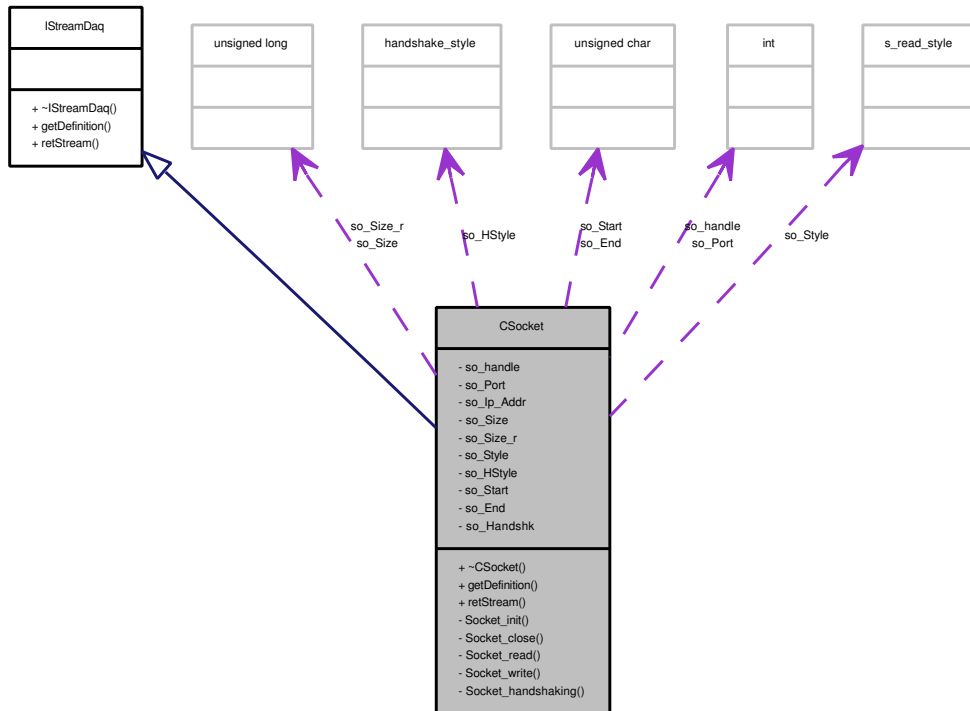 IStreamDaq
+ ~IStreamDaq()
+ getDefinition()
+ retStream()
unsigned long
handshake_style
unsigned char
int
s_read_style
so_Size_r
so_Size
so_HStyle
so_Start
so_End
so_handle
so_Port
so_Style
CSocket
- so_handle
- so_Port
- so_Ip_Addr
- so_Size
- so_Size_r
- so_Style
- so_HStyle
- so_Start
- so_End
- so_Handshk
+ ~CSocket()
+ getDefinition()
+ retStream()
- Socket_init()
- Socket_close()
- Socket_read()
- Socket_write()
- Socket_handshaking()